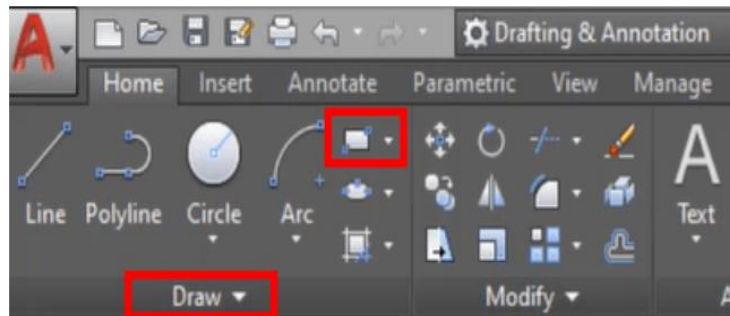 A
Drafting & Annotation
Home Insert Annotate Parametric View Manage
A
Line Polyline Circle Arc Text
Draw Modify